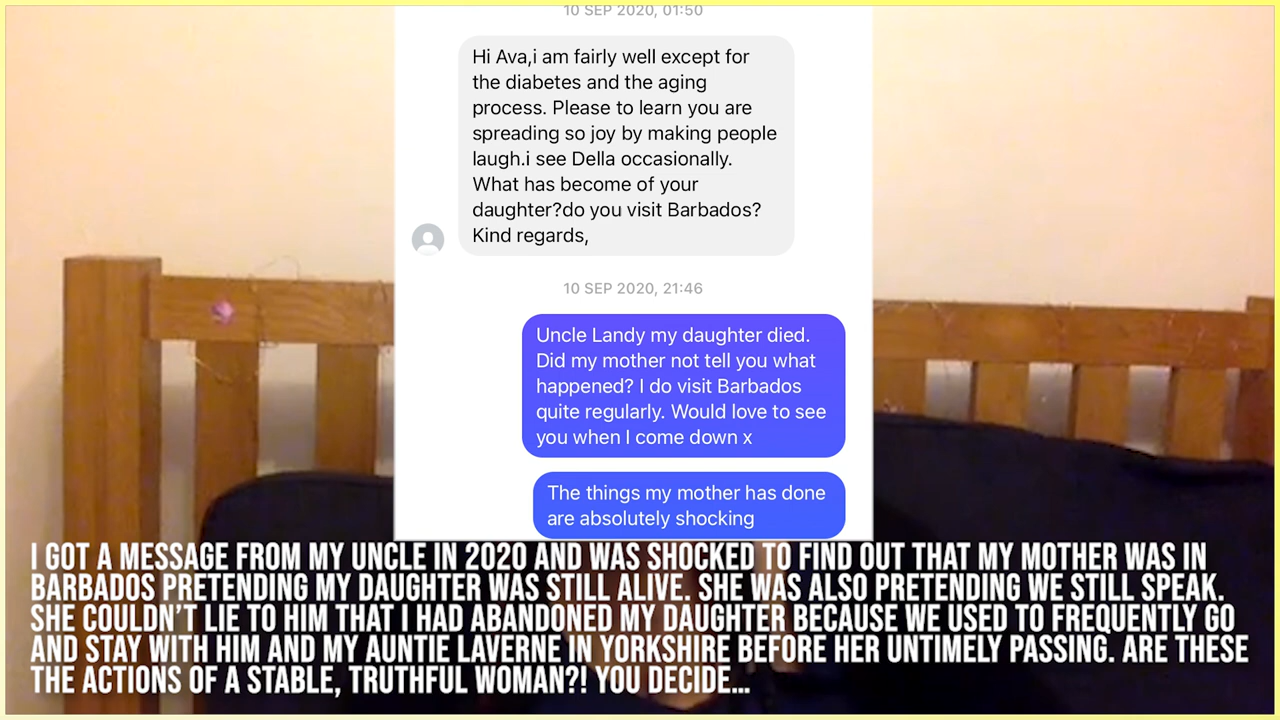 10 SEP 2020, 01:50
Hi Ava,i am fairly well except for
the diabetes and the aging
process. Please to learn you are
spreading so joy by making people
laugh.i see Della occasionally.
What has become of your
daughter?do you visit Barbados?
Kind regards,
10 SEP 2020, 21:46
Uncle Landy my daughter died.
Did my mother not tell you what
happened? I do visit Barbados
quite regularly. Would love to see
you when I come down x
The things my mother has done
are absolutely shocking
I GOT A MESSAGE FROM MY UNCLE IN 2020 AND WAS SHOCKED TO FIND OUT THAT MY MOTHER WAS IN
BARBADOS PRETENDING MY DAUGHTER WAS STILL ALIVE. SHE WAS ALSO PRETENDING WE STILL SPEAK.
SHE COULDN'T LIE TO HIM THAT I HAD ABANDONED MY DAUGHTER BECAUSE WE USED TO FREQUENTLY GO
AND STAY WITH HIM AND MY AUNTIE LAVERNE IN YORKSHIRE BEFORE HER UNTIMELY PASSING. ARE THESE
THE ACTIONS OF A STABLE, TRUTHFUL WOMAN?! YOU DECIDE...